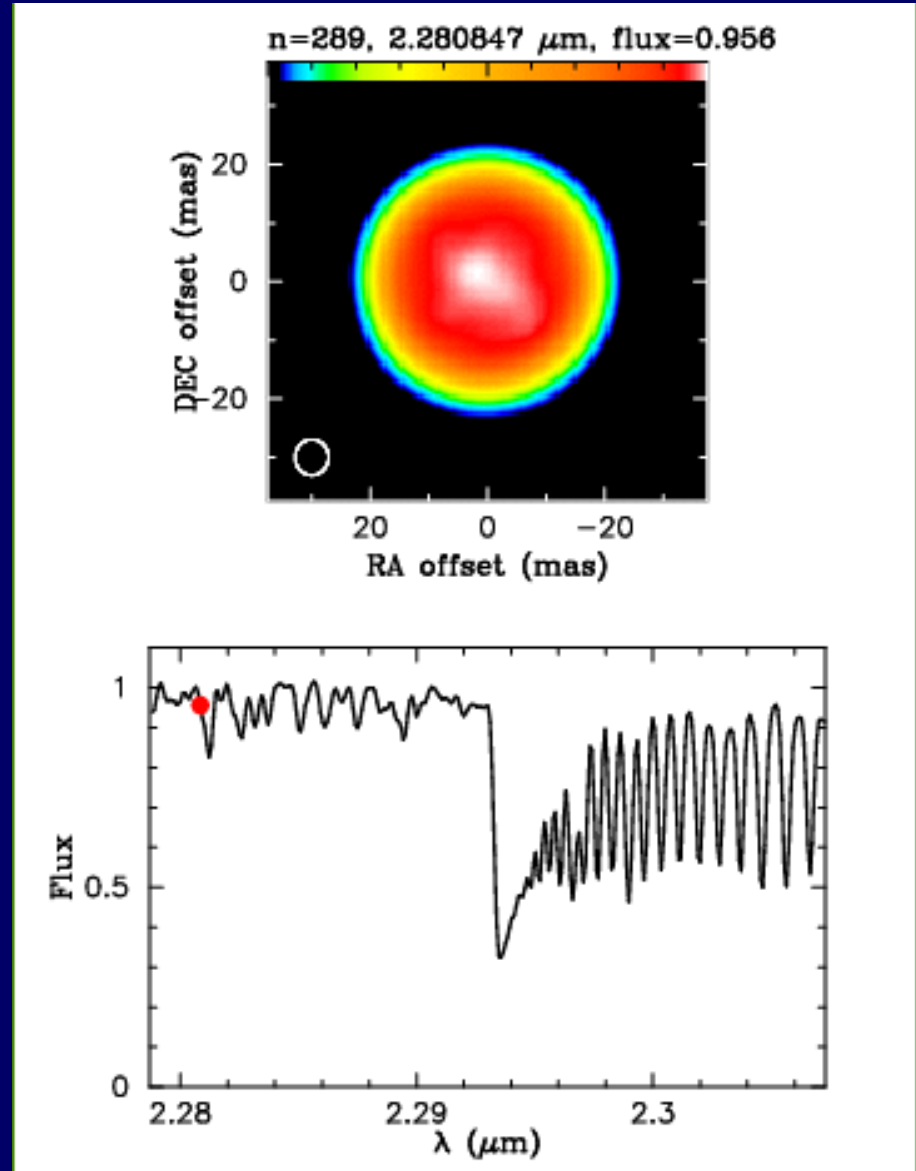 n=289, 2.280847 μm, flux=0.956
DEC offset (mas)
20
0
−20
20 0 −20
RA offset (mas)
Flux
1
0.5
0
2.28 2.29 2.3
λ (μm)